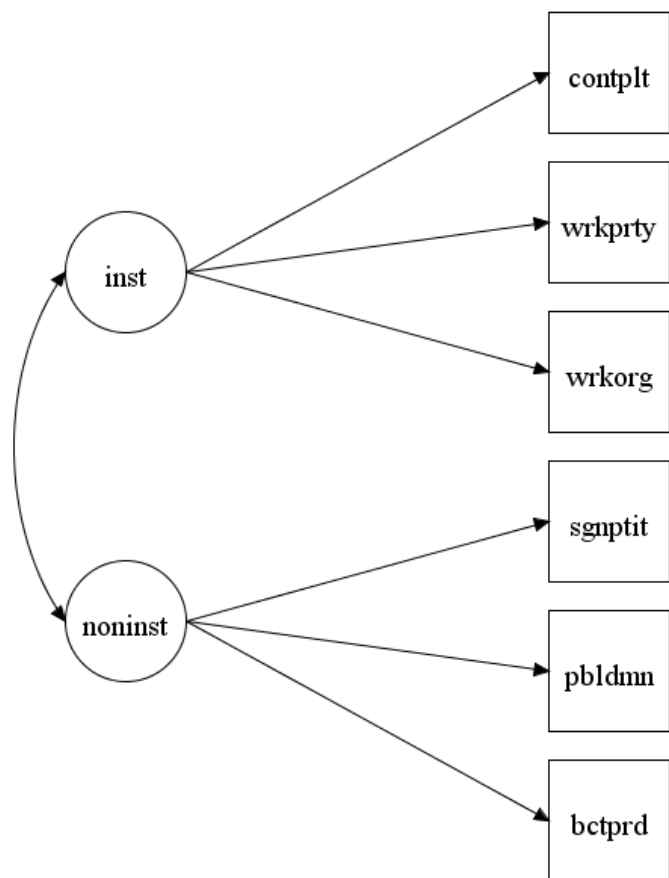 contplt
wrkprty
inst
wrkorg
sgnptit
noninst
pbldmn
bctprd